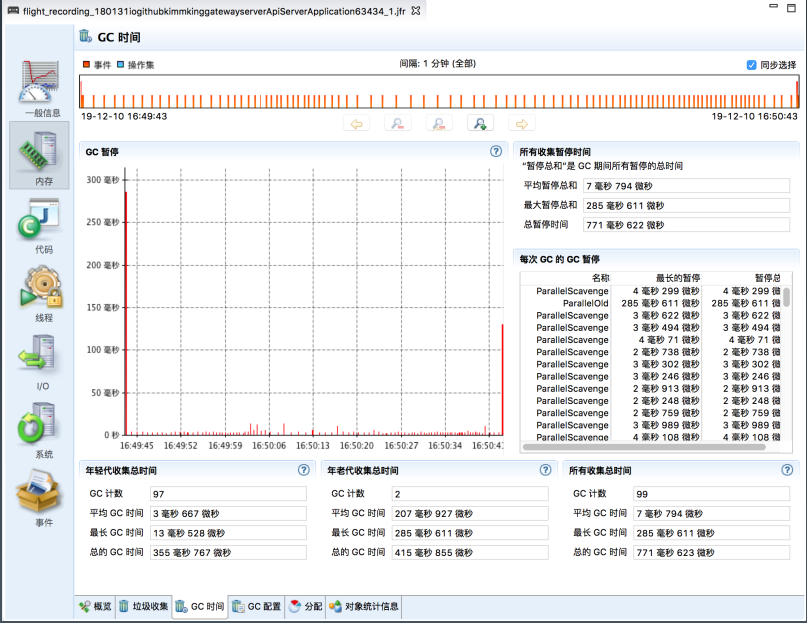 flight_recording_180131iogithubkimmkinggatewayserverApiServerApplication63434_1.jfr
GC 时间
事件 操作集
间隔: 1 分钟 (全部)
同步选择
19-12-10 16:49:43
19-12-10 16:50:43
一般信息
内存
代码
线程
I/O
系统
事件
GC 暂停
300 毫秒
250 毫秒
200 毫秒
150 毫秒
100 毫秒
50 毫秒
0 秒
16:49:45 16:49:52 16:49:59 16:50:06 16:50:13 16:50:20 16:50:27 16:50:34 16:50:41
所有收集暂停时间
“暂停总和”是 GC 期间所有暂停的总时间
平均暂停总和 7 毫秒 794 微秒
最大暂停总和 285 毫秒 611 微秒
总暂停时间 771 毫秒 622 微秒
每次 GC 的 GC 暂停
名称 最长的暂停 暂停总
ParallelScavenge 4 毫秒 299 微秒 4 毫秒 299 微
ParallelOld 285 毫秒 611 微秒 285 毫秒 611 微
ParallelScavenge 3 毫秒 622 微秒 3 毫秒 622 微
ParallelScavenge 3 毫秒 494 微秒 3 毫秒 494 微
ParallelScavenge 4 毫秒 71 微秒 4 毫秒 71 微
ParallelScavenge 2 毫秒 738 微秒 2 毫秒 738 微
ParallelScavenge 3 毫秒 302 微秒 3 毫秒 302 微
ParallelScavenge 3 毫秒 246 微秒 3 毫秒 246 微
ParallelScavenge 2 毫秒 913 微秒 2 毫秒 913 微
ParallelScavenge 2 毫秒 248 微秒 2 毫秒 248 微
ParallelScavenge 2 毫秒 759 微秒 2 毫秒 759 微
ParallelScavenge 3 毫秒 989 微秒 3 毫秒 989 微
ParallelScavenge 4 毫秒 108 微秒 4 毫秒 108 微
年轻代收集总时间
GC 计数 97
平均 GC 时间 3 毫秒 667 微秒
最长 GC 时间 13 毫秒 528 微秒
总的 GC 时间 355 毫秒 767 微秒
年老代收集总时间
GC 计数 2
平均 GC 时间 207 毫秒 927 微秒
最长 GC 时间 285 毫秒 611 微秒
总的 GC 时间 415 毫秒 855 微秒
所有收集总时间
GC 计数 99
平均 GC 时间 7 毫秒 794 微秒
最长 GC 时间 285 毫秒 611 微秒
总的 GC 时间 771 毫秒 623 微秒
概览 垃圾收集 GC 时间 GC 配置 分配 对象统计信息